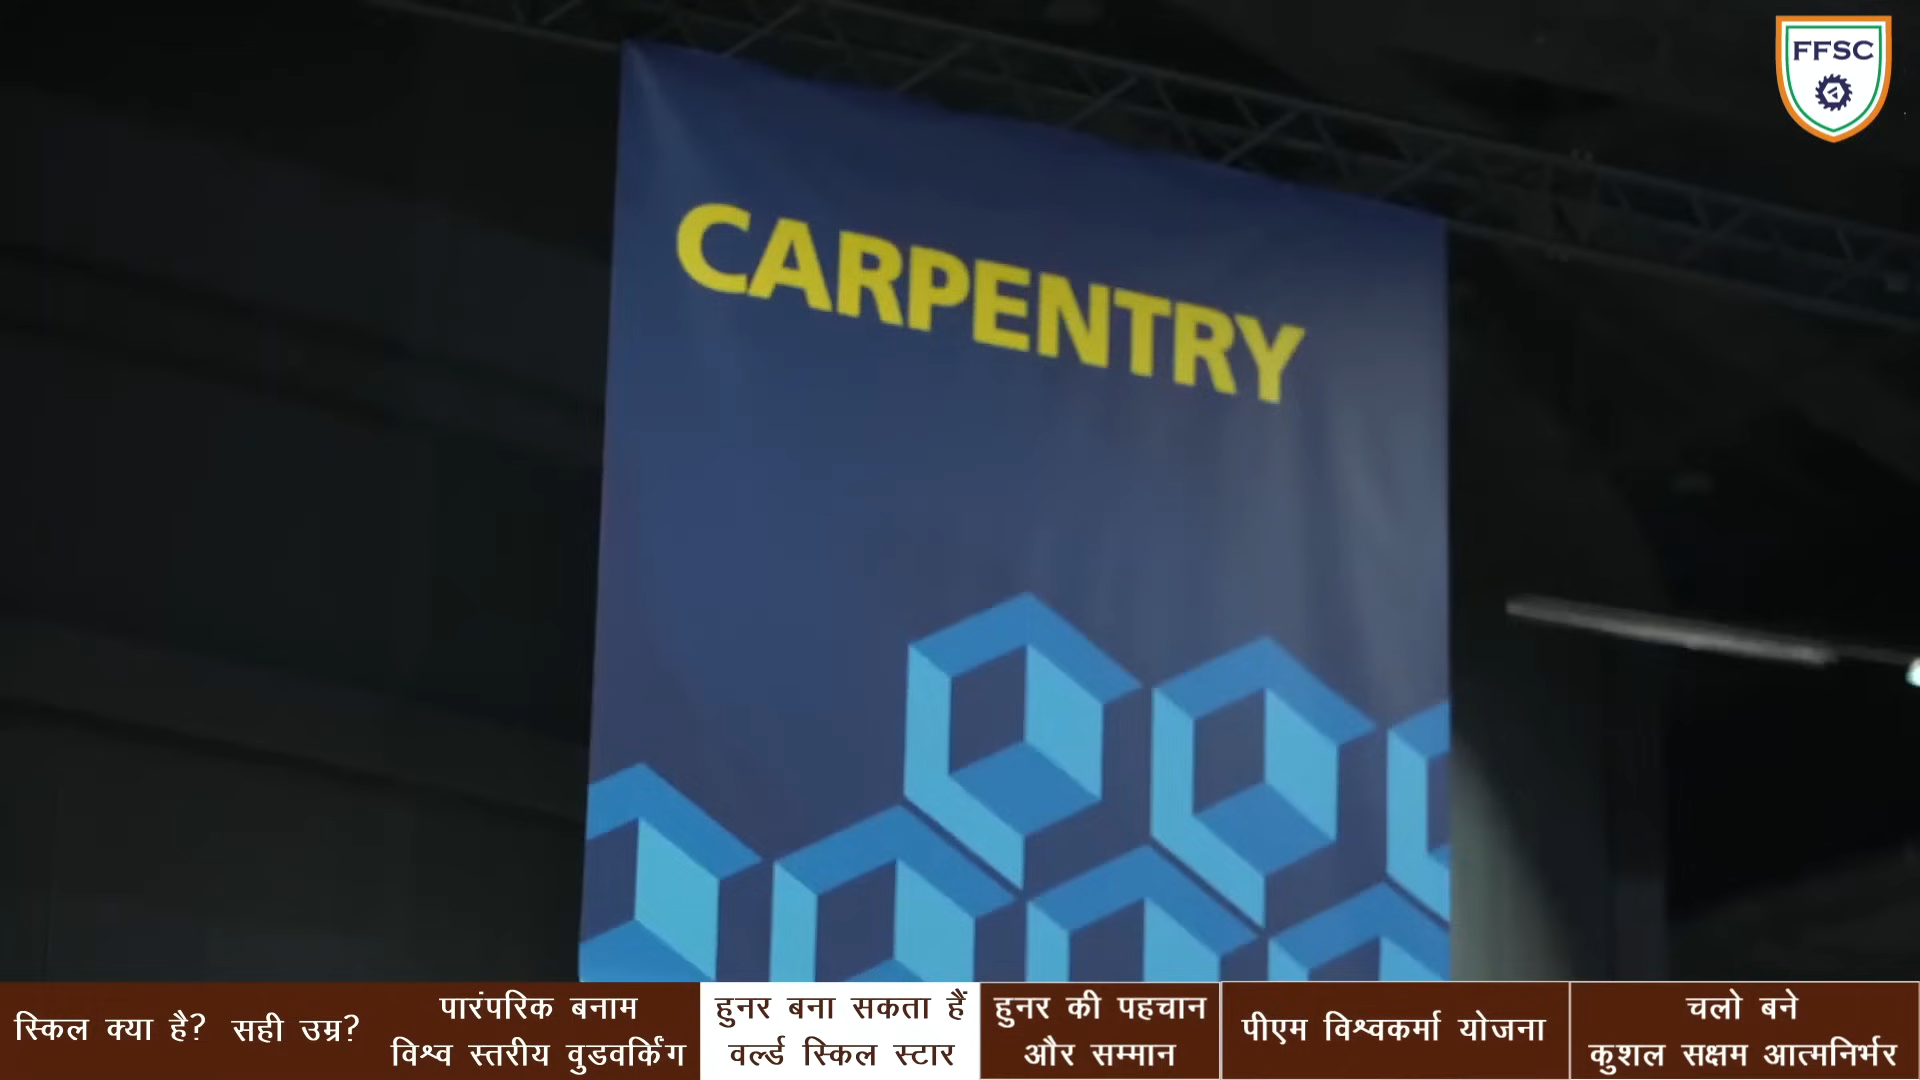 FFSC
CARPENTRY
स्किल क्या है?
सही उम्र?
पारंपरिक बनाम
विश्व स्तरीय वुडवर्किंग
हुनर बना सकता हैं
वर्ल्ड स्किल स्टार
हुनर की पहचान
और सम्मान
पीएम विश्वकर्मा योजना
चलो बने
कुशल सक्षम आत्मनिर्भर